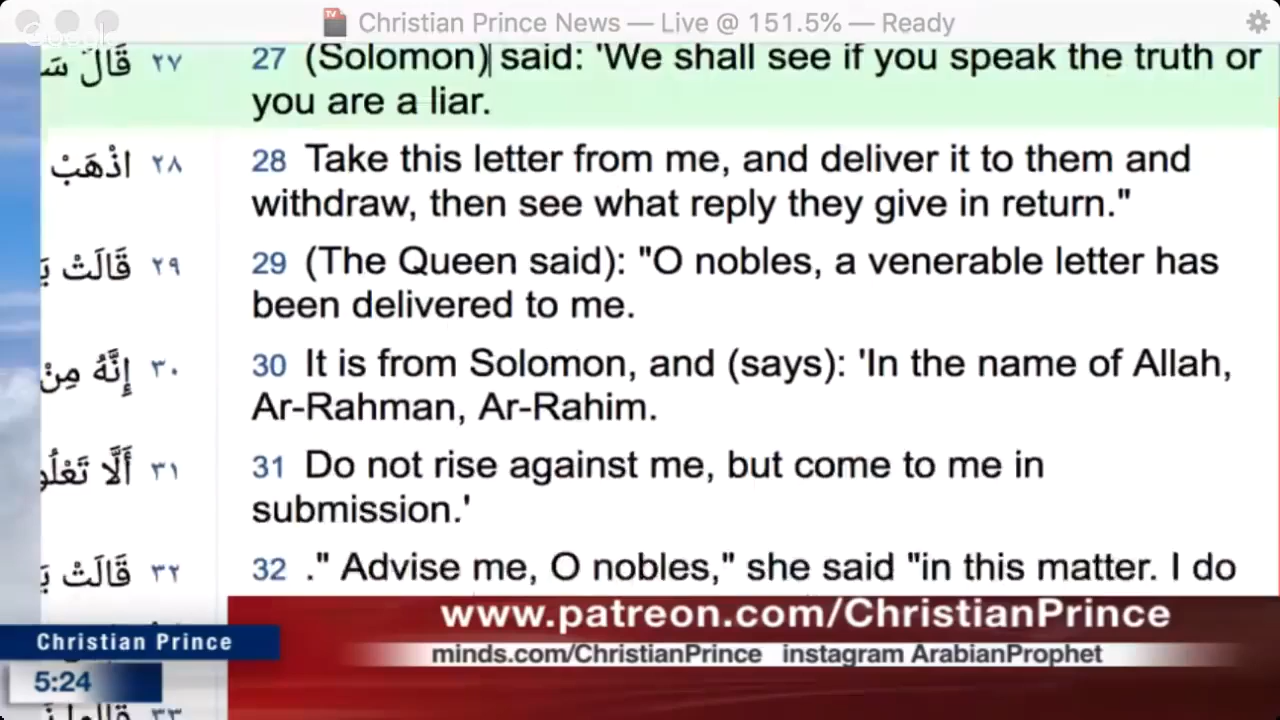 Christian Prince News — Live @ 151.5% — Ready
Google
٢٧ قَالَ سَ
27 (Solomon) said: 'We shall see if you speak the truth or
you are a liar.
٢٨ اذْهَبْ
28 Take this letter from me, and deliver it to them and
withdraw, then see what reply they give in return."
٢٩ قَالَتْ يَ
29 (The Queen said): "O nobles, a venerable letter has
been delivered to me.
٣٠ إِنَّهُ مِنْ
30 It is from Solomon, and (says): 'In the name of Allah,
Ar-Rahman, Ar-Rahim.
٣١ أَلَّا تَعْلُو
31 Do not rise against me, but come to me in
submission.'
٣٢ قَالَتْ يَ
32 ." Advise me, O nobles," she said "in this matter. I do
www.patreon.com/ChristianPrince
Christian Prince
minds.com/ChristianPrince instagram ArabianProphet
5:24
٣٣